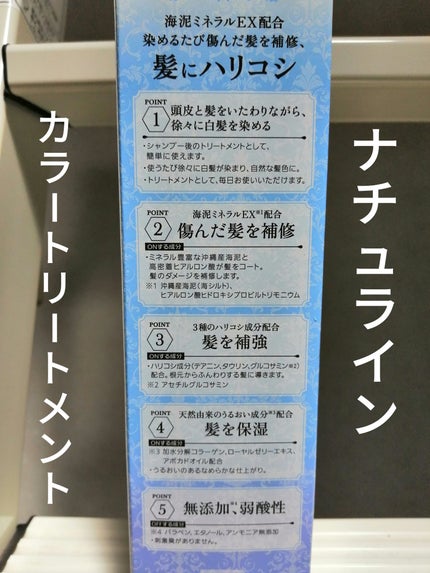 海泥ミネラルEX配合
染めるたび傷んだ髪を補修、
髪にハリコシ
POINT
1
頭皮と髪をいたわりながら、
徐々に白髪を染める
・シャンプー後のトリートメントとして、
簡単に使えます。
・使うたび徐々に白髪が染まり、自然な髪色に。
・トリートメントとして、毎日お使いいただけます。
POINT
2
海泥ミネラルEX※1配合
傷んだ髪を補修
ONする成分
・ミネラル豊富な沖縄産海泥と
高密着ヒアルロン酸が髪をコート。
髪のダメージを補修します。
※1 沖縄産海泥(海シルト)、
ヒアルロン酸ヒドロキシプロピルトリモニウム
POINT
3
3種のハリコシ成分配合
髪を補強
ONする成分
・ハリコシ成分(テアニン、タウリン、グルコサミン※2)
配合。根元からふんわりする髪に導きます。
※2 アセチルグルコサミン
POINT
4
天然由来のうるおい成分※3配合
髪を保湿
ONする成分
※3 加水分解コラーゲン、ローヤルゼリーエキス、
アボカドオイル配合
・うるおいのあるなめらかな仕上がり。
POINT
5
無添加※4、弱酸性
OFFする成分
※4 パラベン、エタノール、アンモニア無添加
・刺激臭がありません。
ナチュライン
カラートリートメント